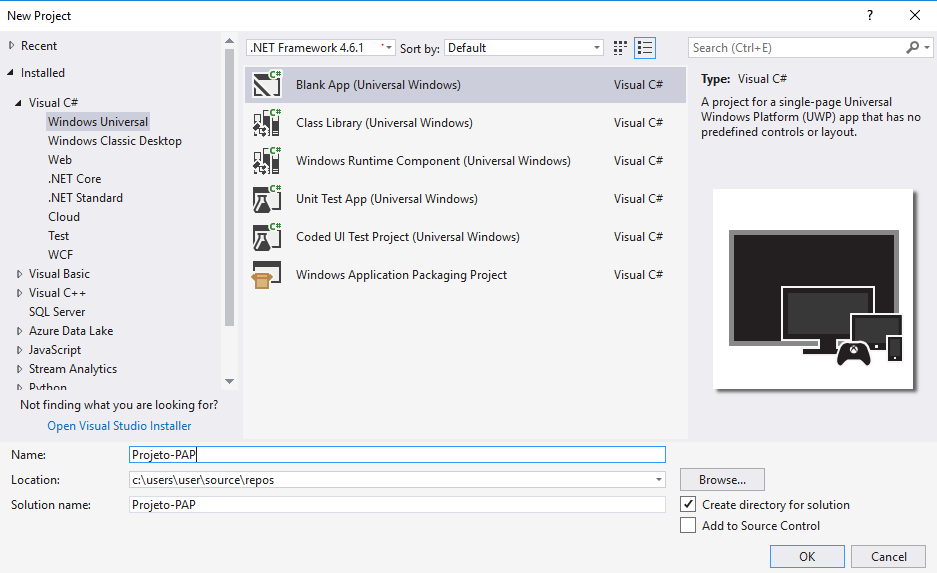 New Project
? ×
Recent
Installed
Visual C#
Windows Universal
Windows Classic Desktop
Web
.NET Core
.NET Standard
Cloud
Test
WCF
Visual Basic
Visual C++
SQL Server
Azure Data Lake
JavaScript
Stream Analytics
Python
Not finding what you are looking for?
Open Visual Studio Installer
.NET Framework 4.6.1 Sort by: Default
C# Blank App (Universal Windows) Visual C#
C# Class Library (Universal Windows) Visual C#
C# Windows Runtime Component (Universal Windows) Visual C#
C# Unit Test App (Universal Windows) Visual C#
C# Coded UI Test Project (Universal Windows) Visual C#
Windows Application Packaging Project Visual C#
Search (Ctrl+E)
Type: Visual C#
A project for a single-page Universal
Windows Platform (UWP) app that has no
predefined controls or layout.
Name: Projeto-PAP
Location: c:\users\user\source\repos Browse...
Solution name: Projeto-PAP
Create directory for solution
Add to Source Control
OK Cancel